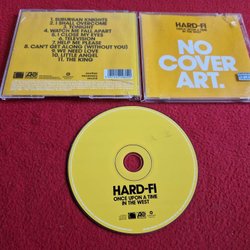 1. SUBURBAN KNIGHTS
2. I SHALL OVERCOME
3. TONIGHT
4. WATCH ME FALL APART
5. I CLOSE MY EYES
6. TELEVISION
7. HELP ME PLEASE
8. CAN'T GET ALONG (WITHOUT YOU)
9. WE NEED LOVE
10. LITTLE ANGEL
11. THE KING
HARD-FI
ONCE UPON A TIME
IN THE WEST
NO
COVER
ART.
HARD-FI
ONCE UPON A TIME
IN THE WEST